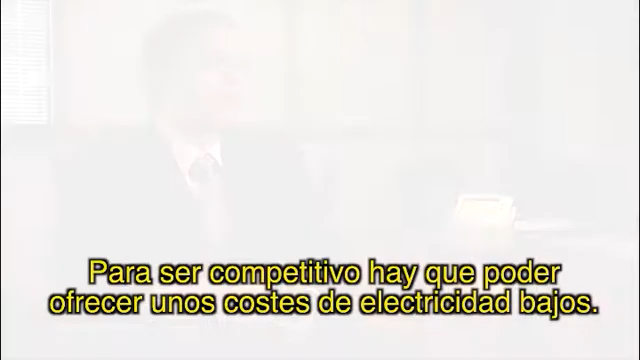 Para ser competitivo hay que poder
ofrecer unos costes de electricidad bajos.